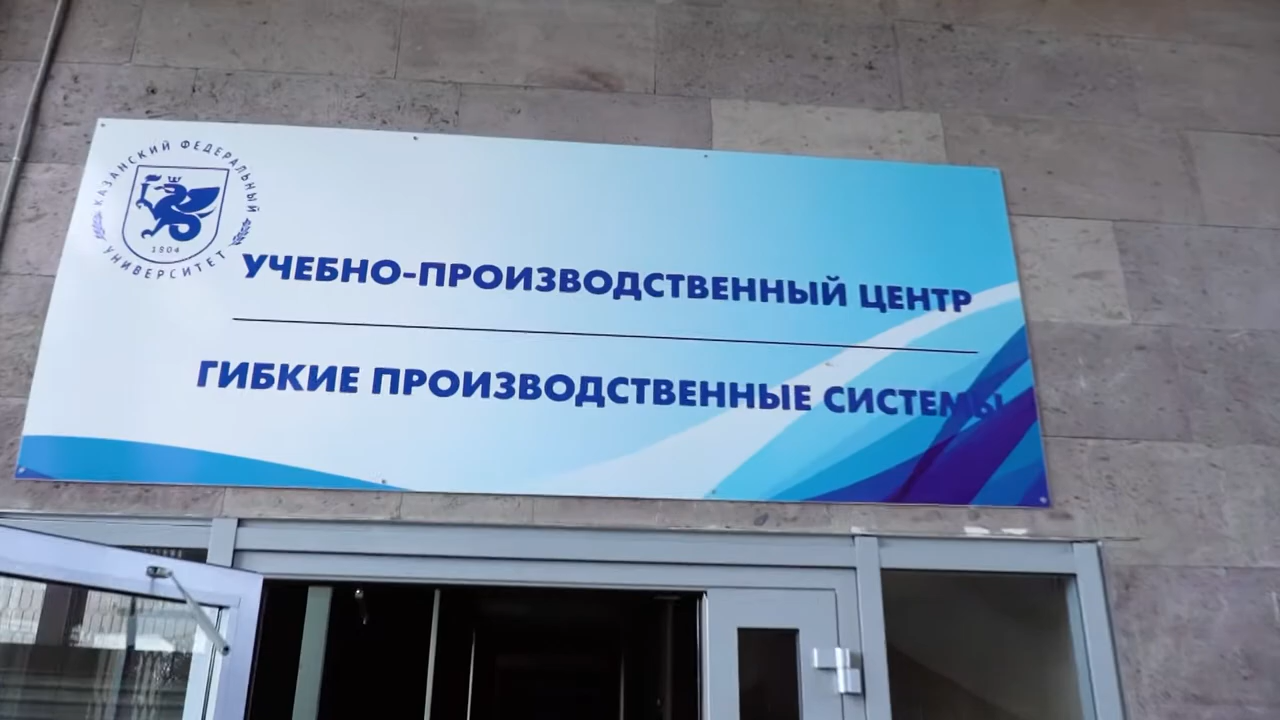 КАЗАНСКИЙ ФЕДЕРАЛЬНЫЙ
1804
УНИВЕРСИТЕТ
УЧЕБНО-ПРОИЗВОДСТВЕННЫЙ ЦЕНТР
ГИБКИЕ ПРОИЗВОДСТВЕННЫЕ СИСТЕМЫ